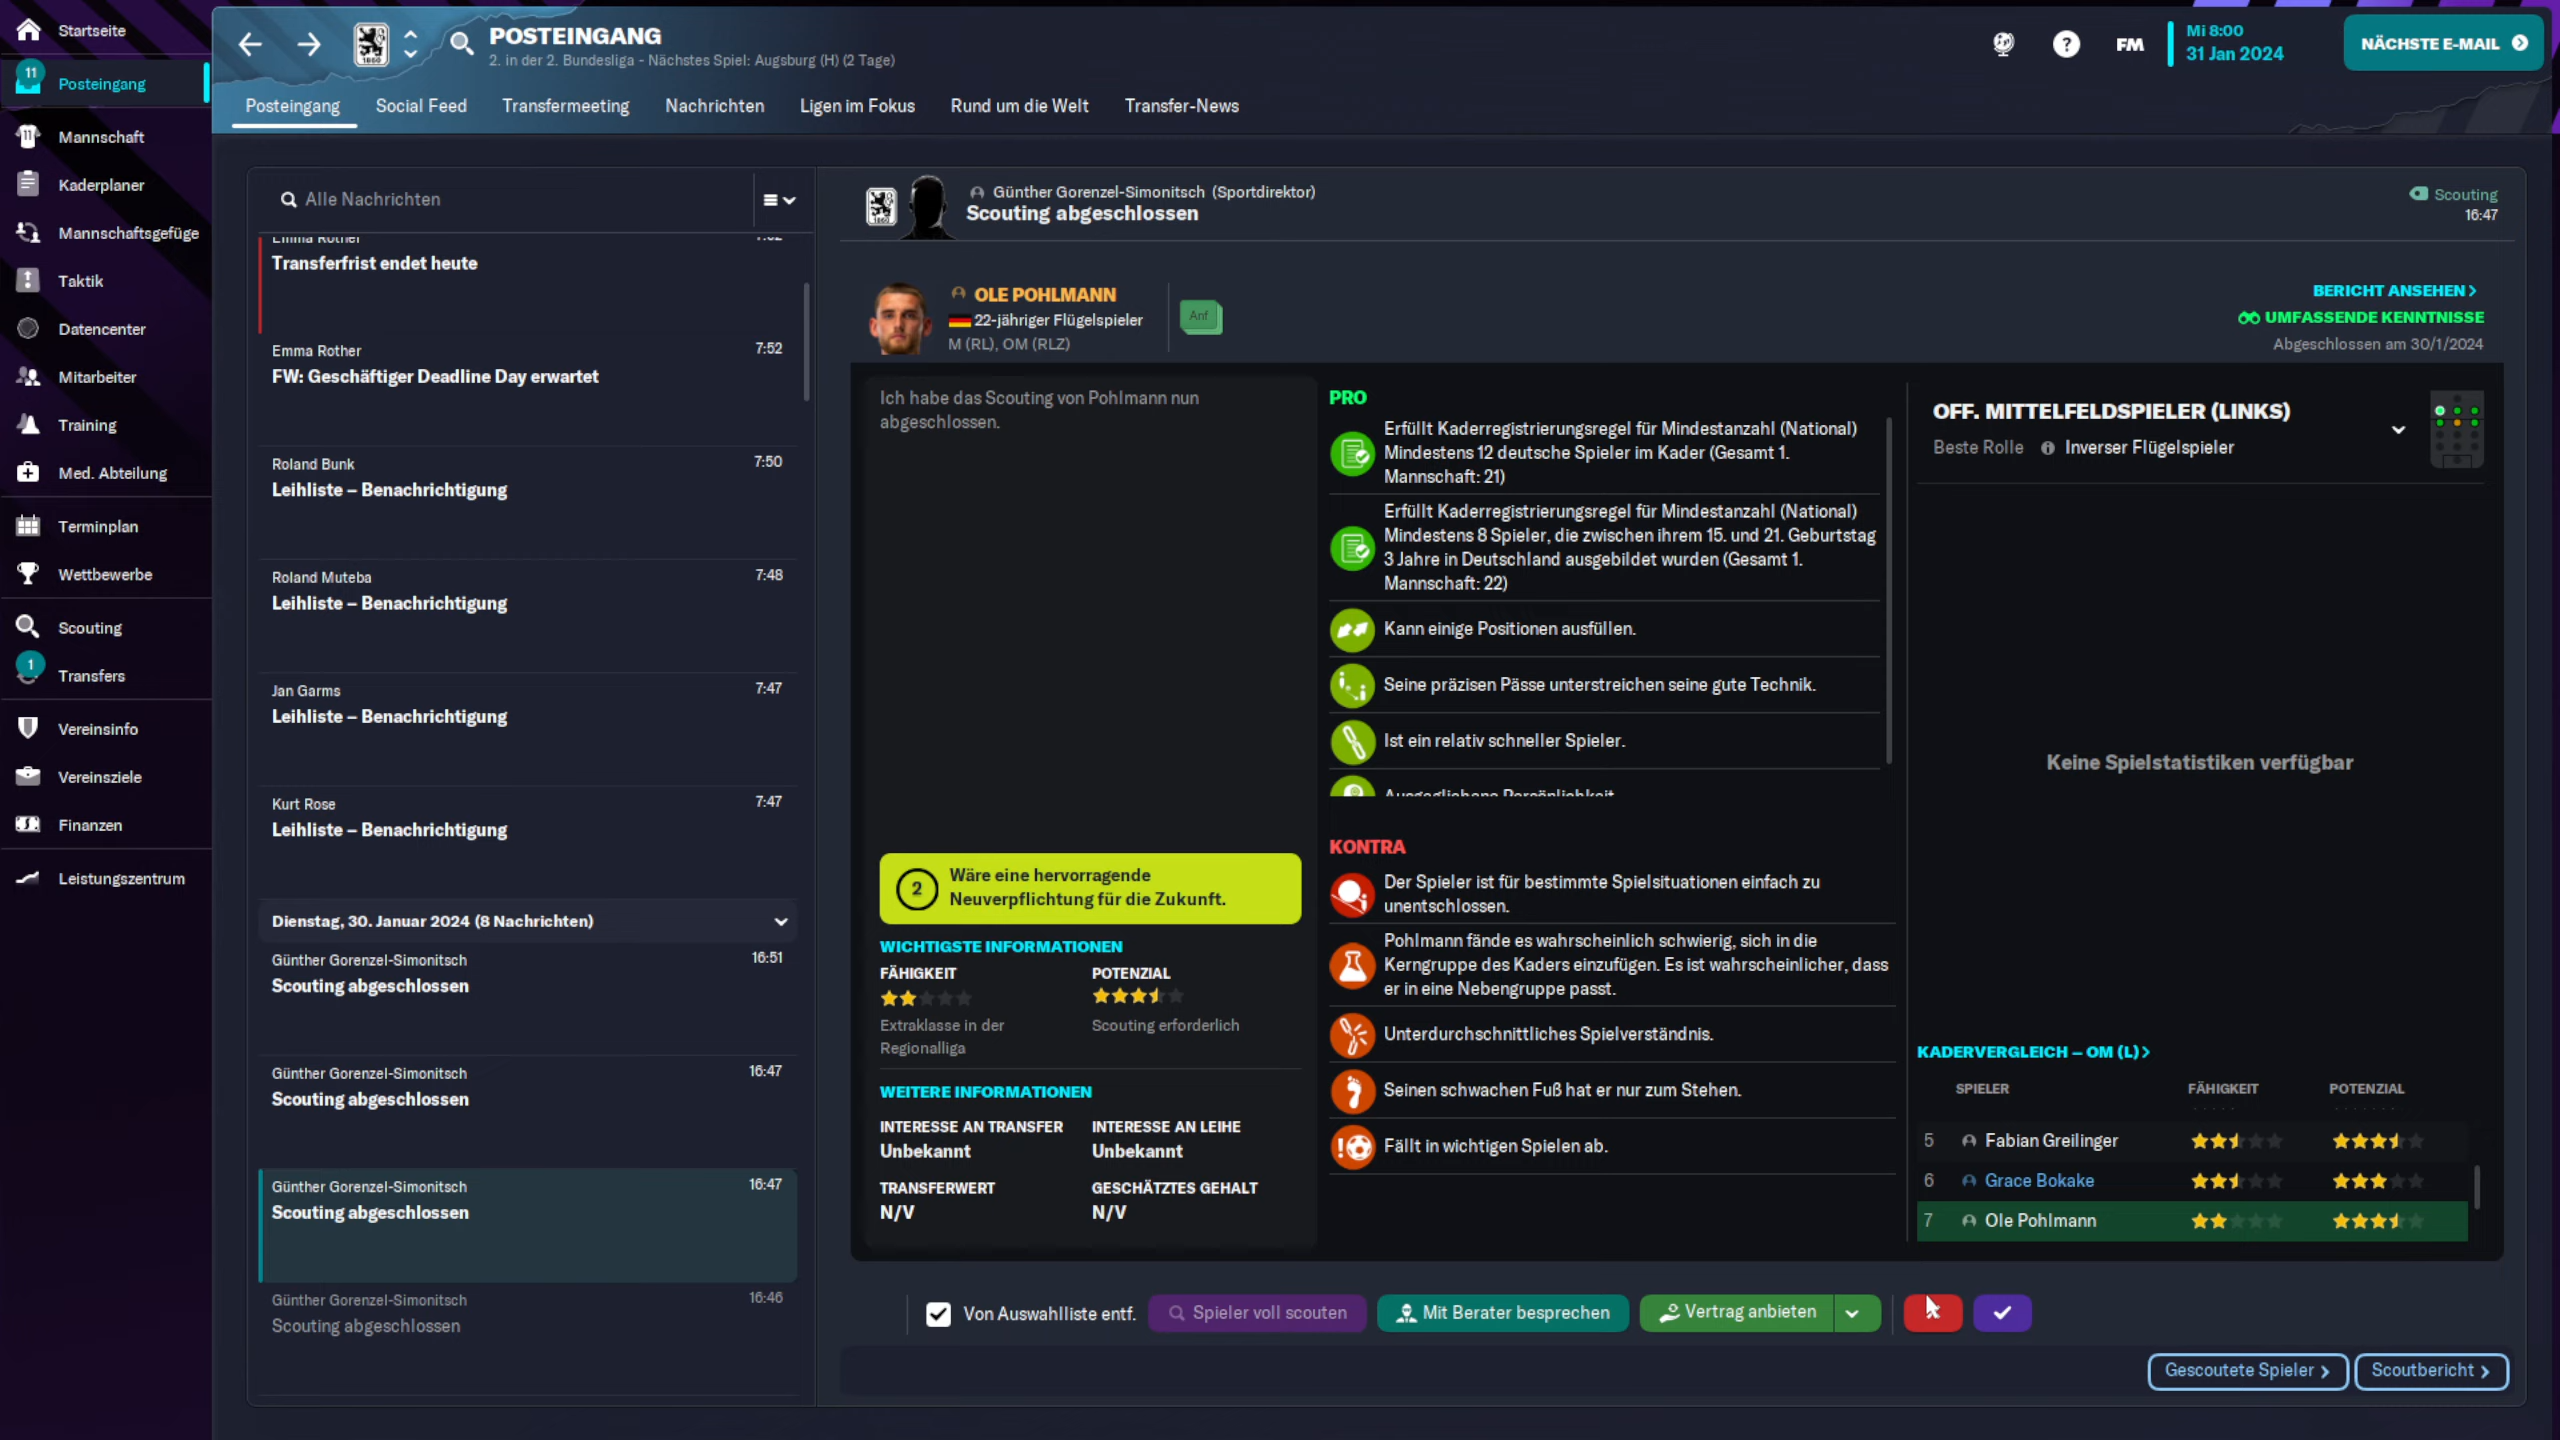 Startseite
11
Posteingang
Mannschaft
Kaderplaner
Mannschaftsgefüge
Taktik
Datencenter
Mitarbeiter
Training
Med. Abteilung
Terminplan
Wettbewerbe
Scouting
1
Transfers
Vereinsinfo
Vereinsziele
Finanzen
Leistungszentrum
POSTEINGANG
2. in der 2. Bundesliga - Nächstes Spiel: Augsburg (H) (2 Tage)
FM
Mi 8:00
31 Jan 2024
NÄCHSTE E-MAIL
Posteingang
Social Feed
Transfermeeting
Nachrichten
Ligen im Fokus
Rund um die Welt
Transfer-News
Alle Nachrichten
Emma Rother
Transferfrist endet heute
Emma Rother 7:52
FW: Geschäftiger Deadline Day erwartet
Roland Bunk 7:50
Leihliste – Benachrichtigung
Roland Muteba 7:48
Leihliste – Benachrichtigung
Jan Garms 7:47
Leihliste – Benachrichtigung
Kurt Rose 7:47
Leihliste – Benachrichtigung
Dienstag, 30. Januar 2024 (8 Nachrichten)
Günther Gorenzel-Simonitsch 16:51
Scouting abgeschlossen
Günther Gorenzel-Simonitsch 16:47
Scouting abgeschlossen
Günther Gorenzel-Simonitsch 16:47
Scouting abgeschlossen
Günther Gorenzel-Simonitsch 16:46
Scouting abgeschlossen
Günther Gorenzel-Simonitsch (Sportdirektor)
Scouting abgeschlossen
Scouting
16:47
OLE POHLMANN
22-jähriger Flügelspieler
M (RL), OM (RLZ)
Anf
BERICHT ANSEHEN
UMFASSENDE KENNTNISSE
Abgeschlossen am 30/1/2024
Ich habe das Scouting von Pohlmann nun
abgeschlossen.
2
Wäre eine hervorragende
Neuverpflichtung für die Zukunft.
WICHTIGSTE INFORMATIONEN
FÄHIGKEIT POTENZIAL
Extraklasse in der
Regionalliga
Scouting erforderlich
WEITERE INFORMATIONEN
INTERESSE AN TRANSFER INTERESSE AN LEIHE
Unbekannt Unbekannt
TRANSFERWERT GESCHÄTZTES GEHALT
N/V N/V
PRO
Erfüllt Kaderregistrierungsregel für Mindestanzahl (National)
Mindestens 12 deutsche Spieler im Kader (Gesamt 1.
Mannschaft: 21)
Erfüllt Kaderregistrierungsregel für Mindestanzahl (National)
Mindestens 8 Spieler, die zwischen ihrem 15. und 21. Geburtstag
3 Jahre in Deutschland ausgebildet wurden (Gesamt 1.
Mannschaft: 22)
Kann einige Positionen ausfüllen.
Seine präzisen Pässe unterstreichen seine gute Technik.
Ist ein relativ schneller Spieler.
Ausgeglichene Persönlichkeit
KONTRA
Der Spieler ist für bestimmte Spielsituationen einfach zu
unentschlossen.
Pohlmann fände es wahrscheinlich schwierig, sich in die
Kerngruppe des Kaders einzufügen. Es ist wahrscheinlicher, dass
er in eine Nebengruppe passt.
Unterdurchschnittliches Spielverständnis.
Seinen schwachen Fuß hat er nur zum Stehen.
Fällt in wichtigen Spielen ab.
OFF. MITTELFELDSPIELER (LINKS)
Beste Rolle Inverser Flügelspieler
Keine Spielstatistiken verfügbar
KADERVERGLEICH – OM (L)
SPIELER FÄHIGKEIT POTENZIAL
5 Fabian Greilinger
6 Grace Bokake
7 Ole Pohlmann
Von Auswahlliste entf.
Spieler voll scouten
Mit Berater besprechen
Vertrag anbieten
Gescoutete Spieler
Scoutbericht